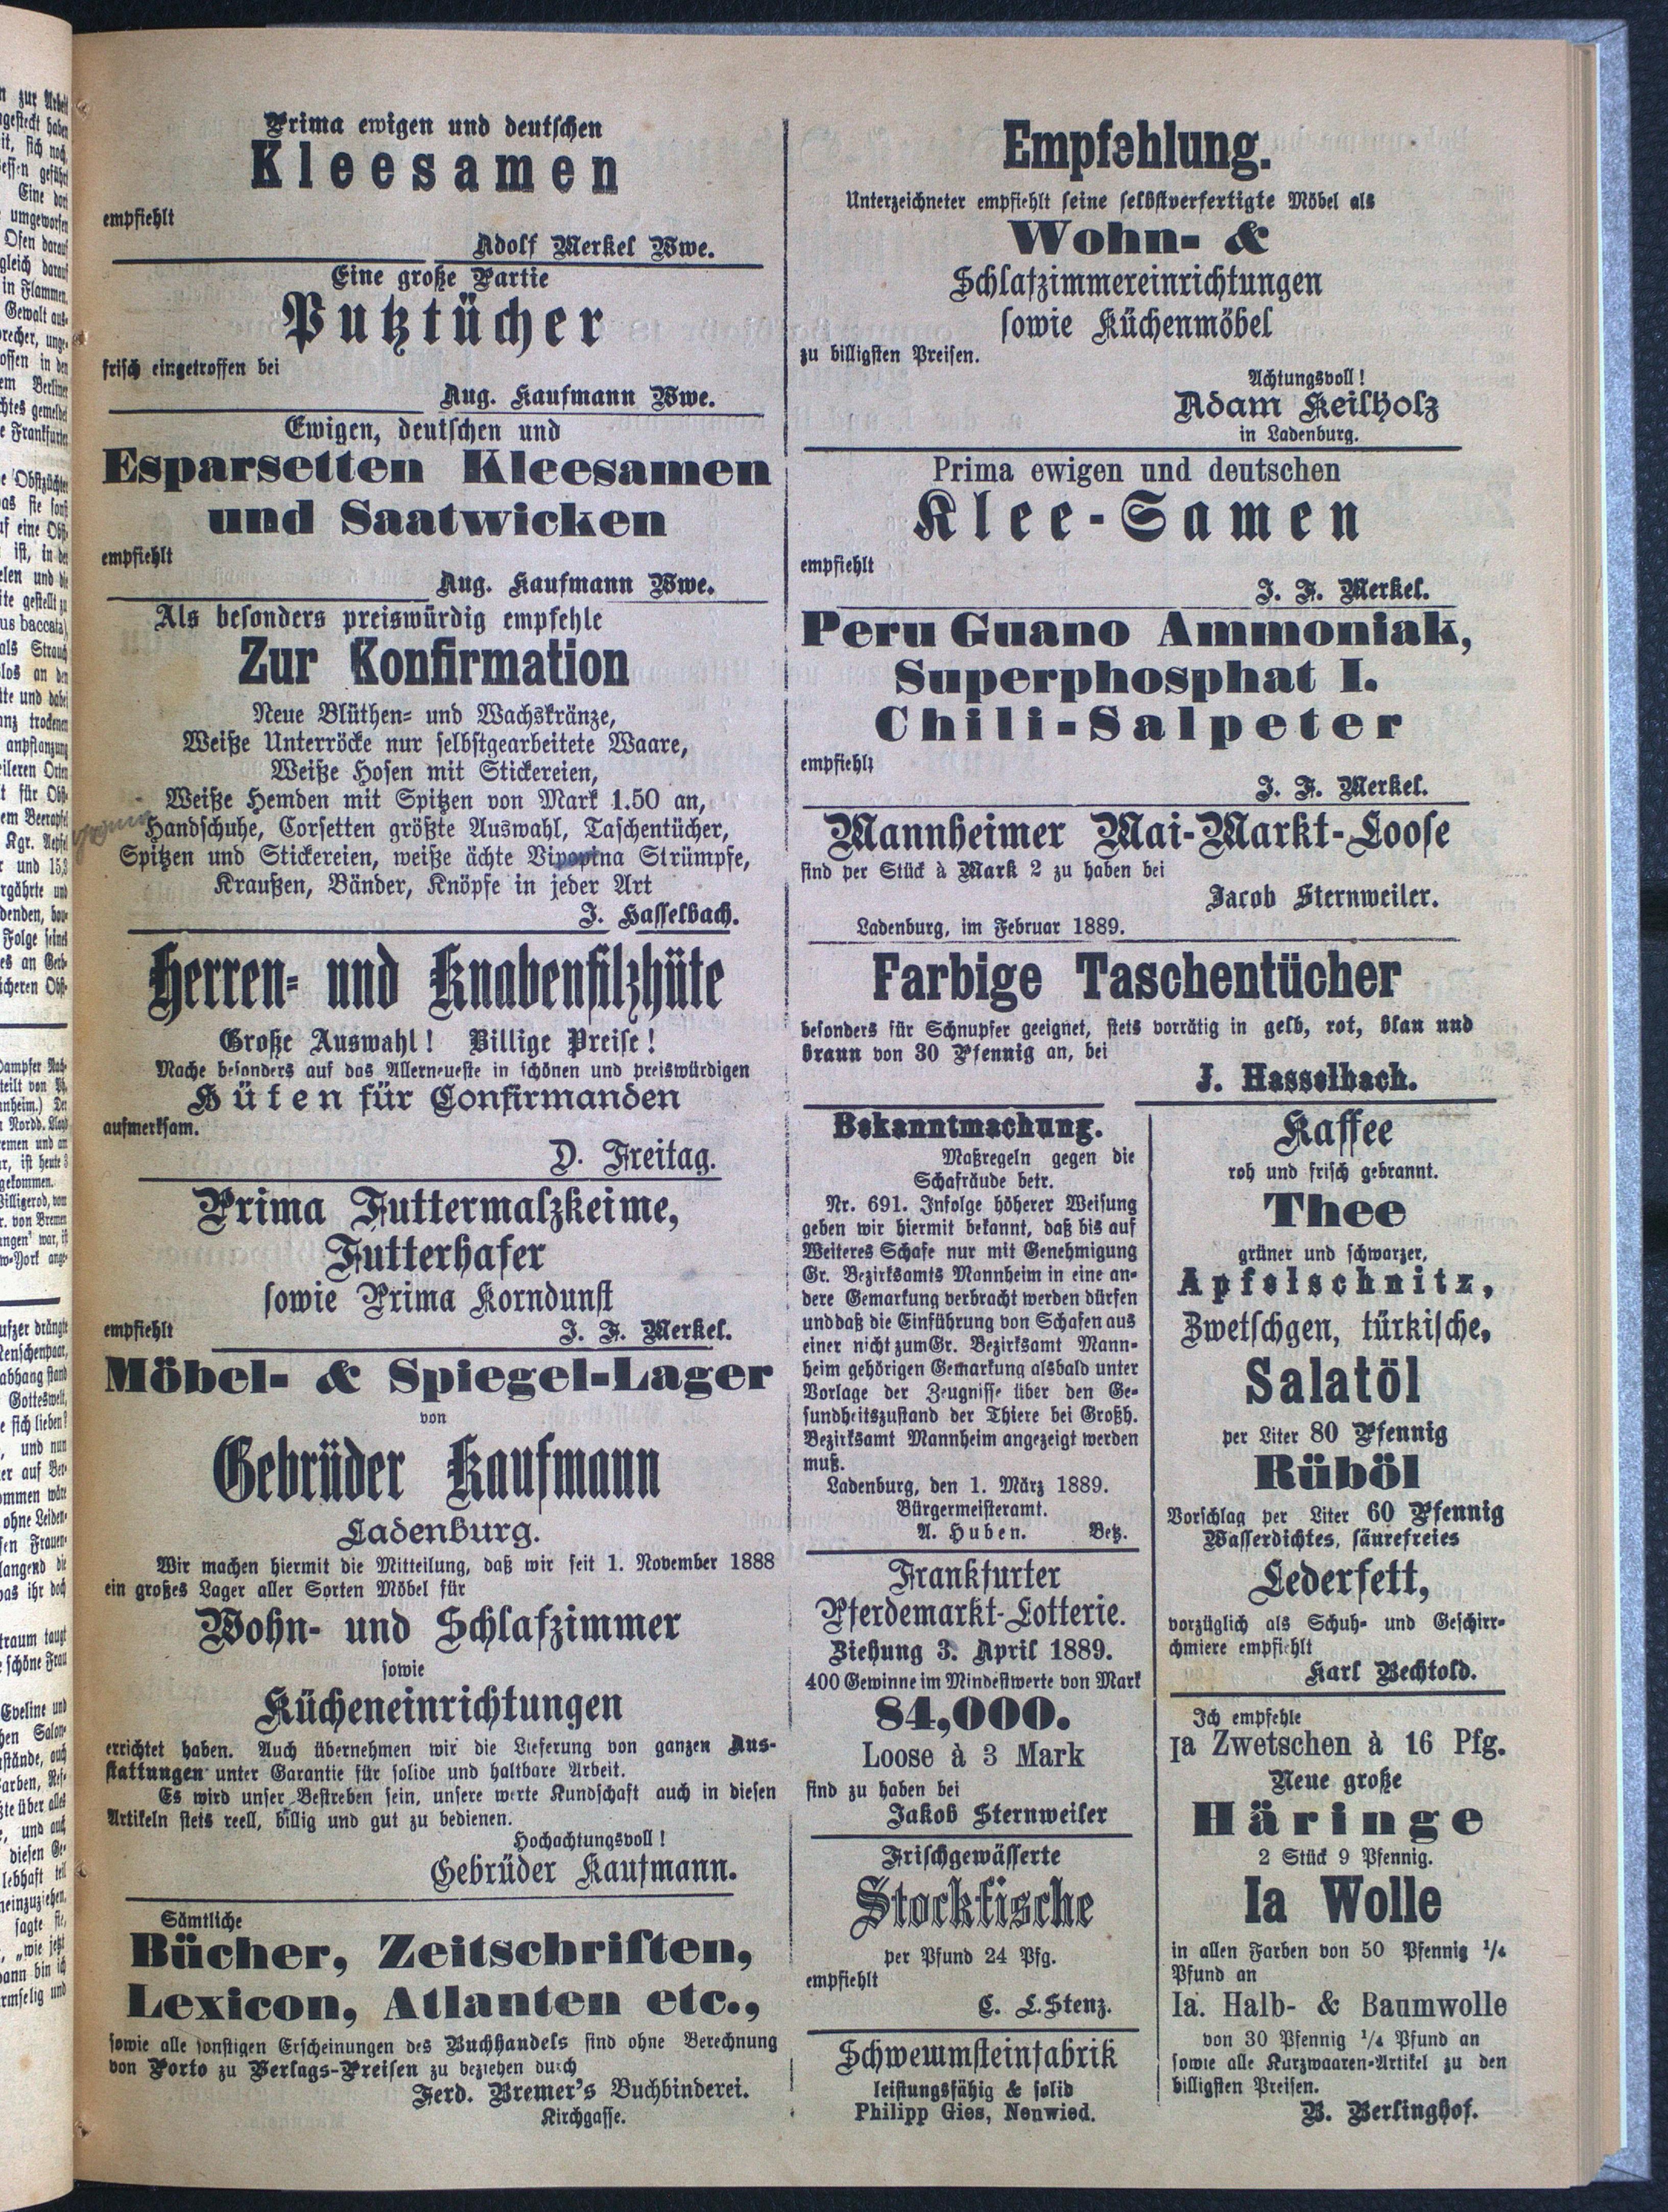 Prima ewigen und deutschen
Kleesamen
empfiehlt
Adolf Merkel Wwe.
Eine große Partie
Putztücher
frisch eingetroffen bei
Aug. Kaufmann Wwe.
Ewigen, deutschen und
Esparsetten Kleesamen
und Saatwicken
empfiehlt
Aug. Kaufmann Wwe.
Als besonders preiswürdig empfehle
Zur Konfirmation
Neue Blüthen- und Wachskränze,
Weiße Unterröcke nur selbstgearbeitete Waare,
Weiße Hosen mit Stickereien,
Weiße Hemden mit Spitzen von Mark 1.50 an,
Handschuhe, Corsetten größte Auswahl, Taschentücher,
Spitzen und Stickereien, weiße ächte Strümpfe,
Kraußen, Bänder, Knöpfe in jeder Art
J. Hasselbach.
Herren- und Knabenfilzhüte
Große Auswahl! Billige Preise!
Mache besonders auf das Allerneueste in schönen und preiswürdigen
Hüten für Confirmanden
aufmerksam.
D. Freitag.
Prima Futtermalzkeime,
Futterhafer
sowie Prima Korndunst
empfiehlt
J. F. Merkel.
Möbel- & Spiegel-Lager
von
Gebrüder Kaufmann
Ladenburg.
Wir machen hiermit die Mitteilung, daß wir seit 1. November 1888
ein großes Lager aller Sorten Möbel für
Wohn- und Schlafzimmer
sowie
Kücheneinrichtungen
errichtet haben. Auch übernehmen wir die Lieferung von ganzen Aus-
stattungen unter Garantie für solide und haltbare Arbeit.
Es wird unser Bestreben sein, unsere werte Kundschaft auch in diesen
Artikeln stets reell, billig und gut zu bedienen.
Hochachtungsvoll!
Gebrüder Kaufmann.
Sämtliche
Bücher, Zeitschriften,
Lexicon, Atlanten etc.,
sowie alle sonstigen Erscheinungen des Buchhandels sind ohne Berechnung
von Porto zu Verlags-Preisen zu beziehen durch
Ferd. Bremer's Buchbinderei.
Kirchgasse.
Empfehlung.
Unterzeichneter empfiehlt seine selbstverfertigte Möbel als
Wohn- &
Schlafzimmereinrichtungen
sowie Küchenmöbel
zu billigsten Preisen.
Achtungsvoll!
Adam Keilholz
in Ladenburg.
Prima ewigen und deutschen
Klee-Samen
empfiehlt
J. F. Merkel.
Peru Guano Ammoniak,
Superphosphat I.
Chili-Salpeter
empfiehlt
J. F. Merkel.
Mannheimer Mai-Markt-Loose
sind per Stück à Mark 2 zu haben bei
Jacob Sternweiler.
Ladenburg, im Februar 1889.
Farbige Taschentücher
besonders für Schnupfer geeignet, stets vorrätig in gelb, rot, blau und
braun von 30 Pfennig an, bei
J. Hasselbach.
Bekanntmachung.
Maßregeln gegen die
Schafräude betr.
Nr. 691. Infolge höherer Weisung
geben wir hiermit bekannt, daß bis auf
Weiteres Schafe nur mit Genehmigung
Gr. Bezirksamts Mannheim in eine an-
dere Gemarkung verbracht werden dürfen
und daß die Einführung von Schafen aus
einer nicht zum Gr. Bezirksamt Mann-
heim gehörigen Gemarkung alsbald unter
Vorlage der Zeugnisse über den Ge-
sundheitszustand der Thiere bei Großh.
Bezirksamt Mannheim angezeigt werden
muß.
Ladenburg, den 1. März 1889.
Bürgermeisteramt.
A. Huben. Betz.
Frankfurter
Pferdemarkt-Lotterie.
Ziehung 3. April 1889.
400 Gewinne im Mindestwerte von Mark
84,000.
Loose à 3 Mark
sind zu haben bei
Jakob Sternweiler
Frischgewässerte
Stockfische
per Pfund 24 Pfg.
empfiehlt
C. L. Stenz.
Schwemmsteinfabrik
leistungsfähig & solid
Philipp Gies, Neuwied.
Kaffee
roh und frisch gebrannt.
Thee
grüner und schwarzer,
Apfelschnitz,
Zwetschgen, türkische,
Salatöl
per Liter 80 Pfennig
Rüböl
Vorschlag per Liter 60 Pfennig
Wasserdichtes, säurefreies
Lederfett,
vorzüglich als Schuh- und Geschirr-
chmiere empfiehlt
Karl Bechtold.
Ich empfehle
Ia Zwetschen à 16 Pfg.
Neue große
Häringe
2 Stück 9 Pfennig.
Ia Wolle
in allen Farben von 50 Pfennig 1/4
Pfund an
Ia. Halb- & Baumwolle
von 30 Pfennig 1/4 Pfund an
sowie alle Kurzwaaren-Artikel zu den
billigsten Preisen.
B. Berlinghof.